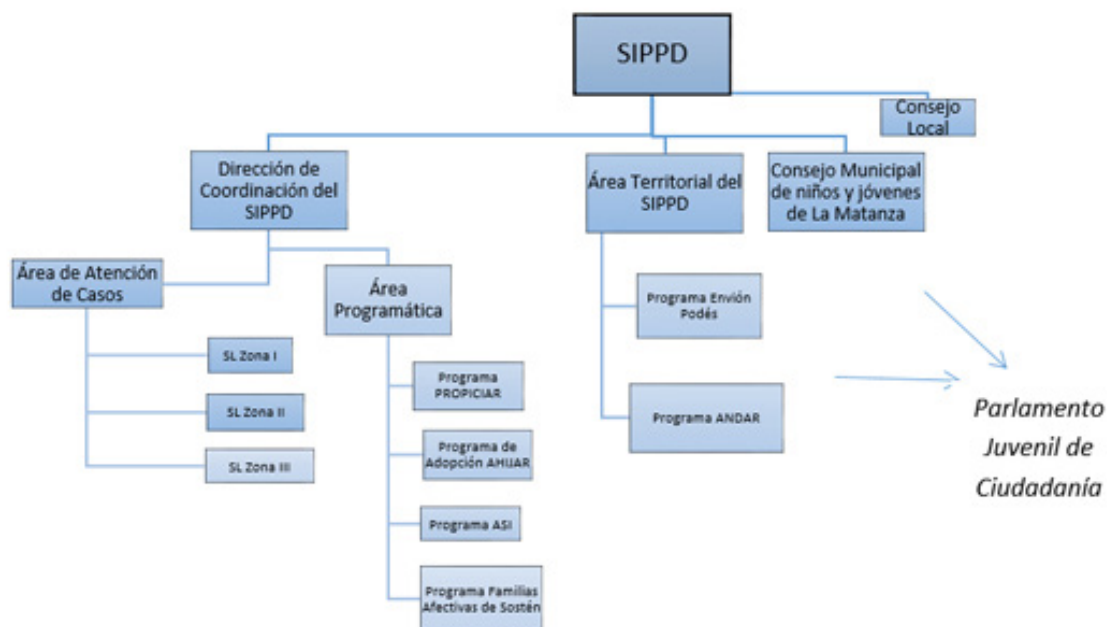 SIPPD
Consejo
Local
Dirección de
Coordinación del
SIPPD
Área Territorial del
SIPPD
Consejo Municipal
de niños y jóvenes
de La Matanza
Área de Atención
de Casos
Área
Programática
SL Zona I
SL Zona II
SL Zona III
Programa
PROPICIAR
Programa de
Adopción AHIJAR
Programa ASI
Programa Familias
Afectivas de Sostén
Programa Envión
Podés
Programa ANDAR
Parlamento
Juvenil de
Ciudadanía